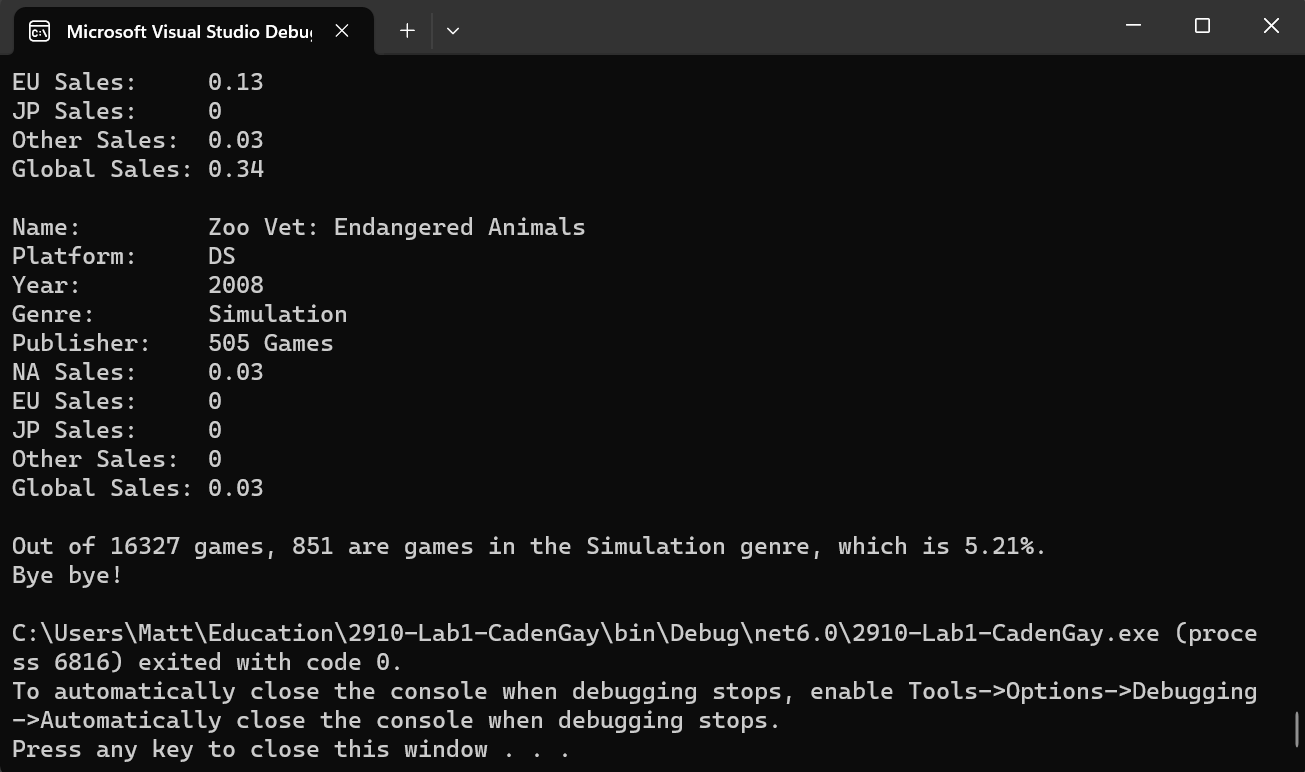 Microsoft Visual Studio Debu
EU Sales:     0.13
JP Sales:     0
Other Sales:  0.03
Global Sales: 0.34
Name:         Zoo Vet: Endangered Animals
Platform:     DS
Year:         2008
Genre:        Simulation
Publisher:    505 Games
NA Sales:     0.03
EU Sales:     0
JP Sales:     0
Other Sales:  0
Global Sales: 0.03
Out of 16327 games, 851 are games in the Simulation genre, which is 5.21%.
Bye bye!
C:\Users\Matt\Education\2910-Lab1-CadenGay\bin\Debug\net6.0\2910-Lab1-CadenGay.exe (proce
ss 6816) exited with code 0.
To automatically close the console when debugging stops, enable Tools->Options->Debugging
->Automatically close the console when debugging stops.
Press any key to close this window . . .